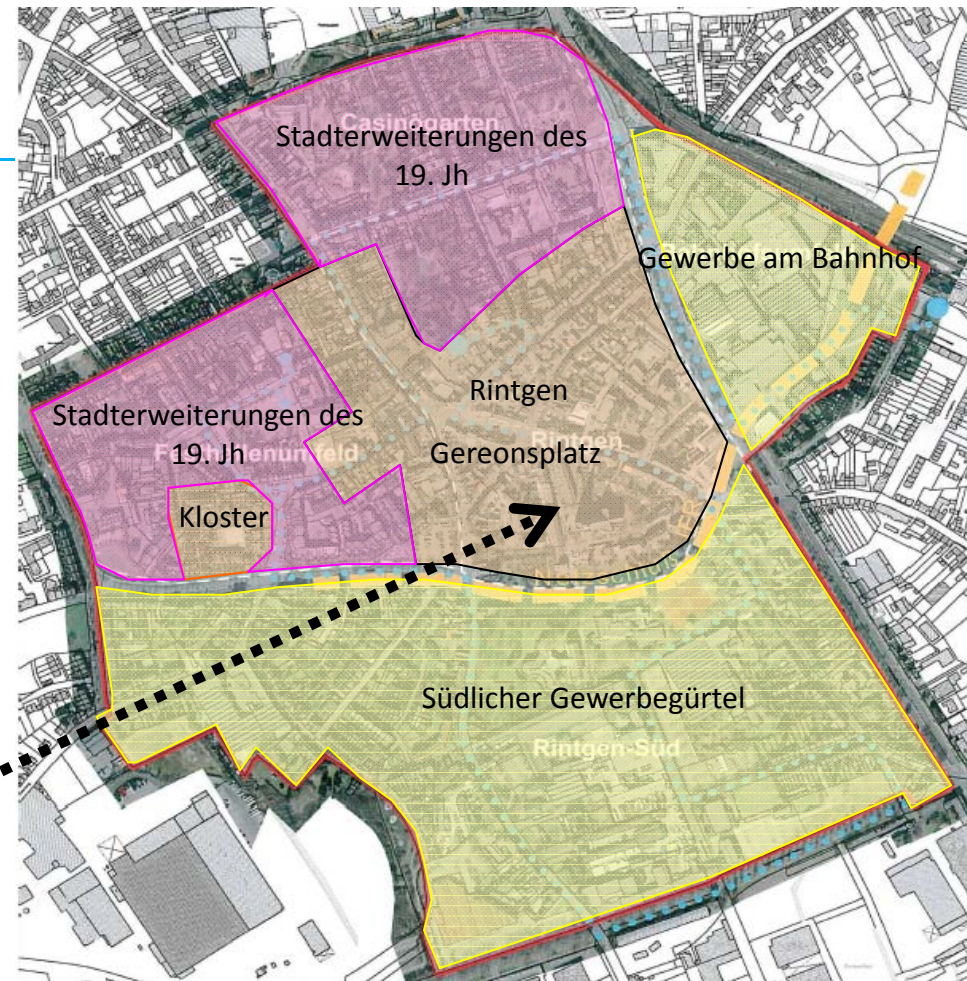 Casinogarten
Stadterweiterungen des
19. Jh
Gewerbe am Bahnhof
Rintgen
Stadterweiterungen des
19. Jh
Rintgen
Gereonsplatz
Kloster
Südlicher Gewerbegürtel
Rintgen-Süd